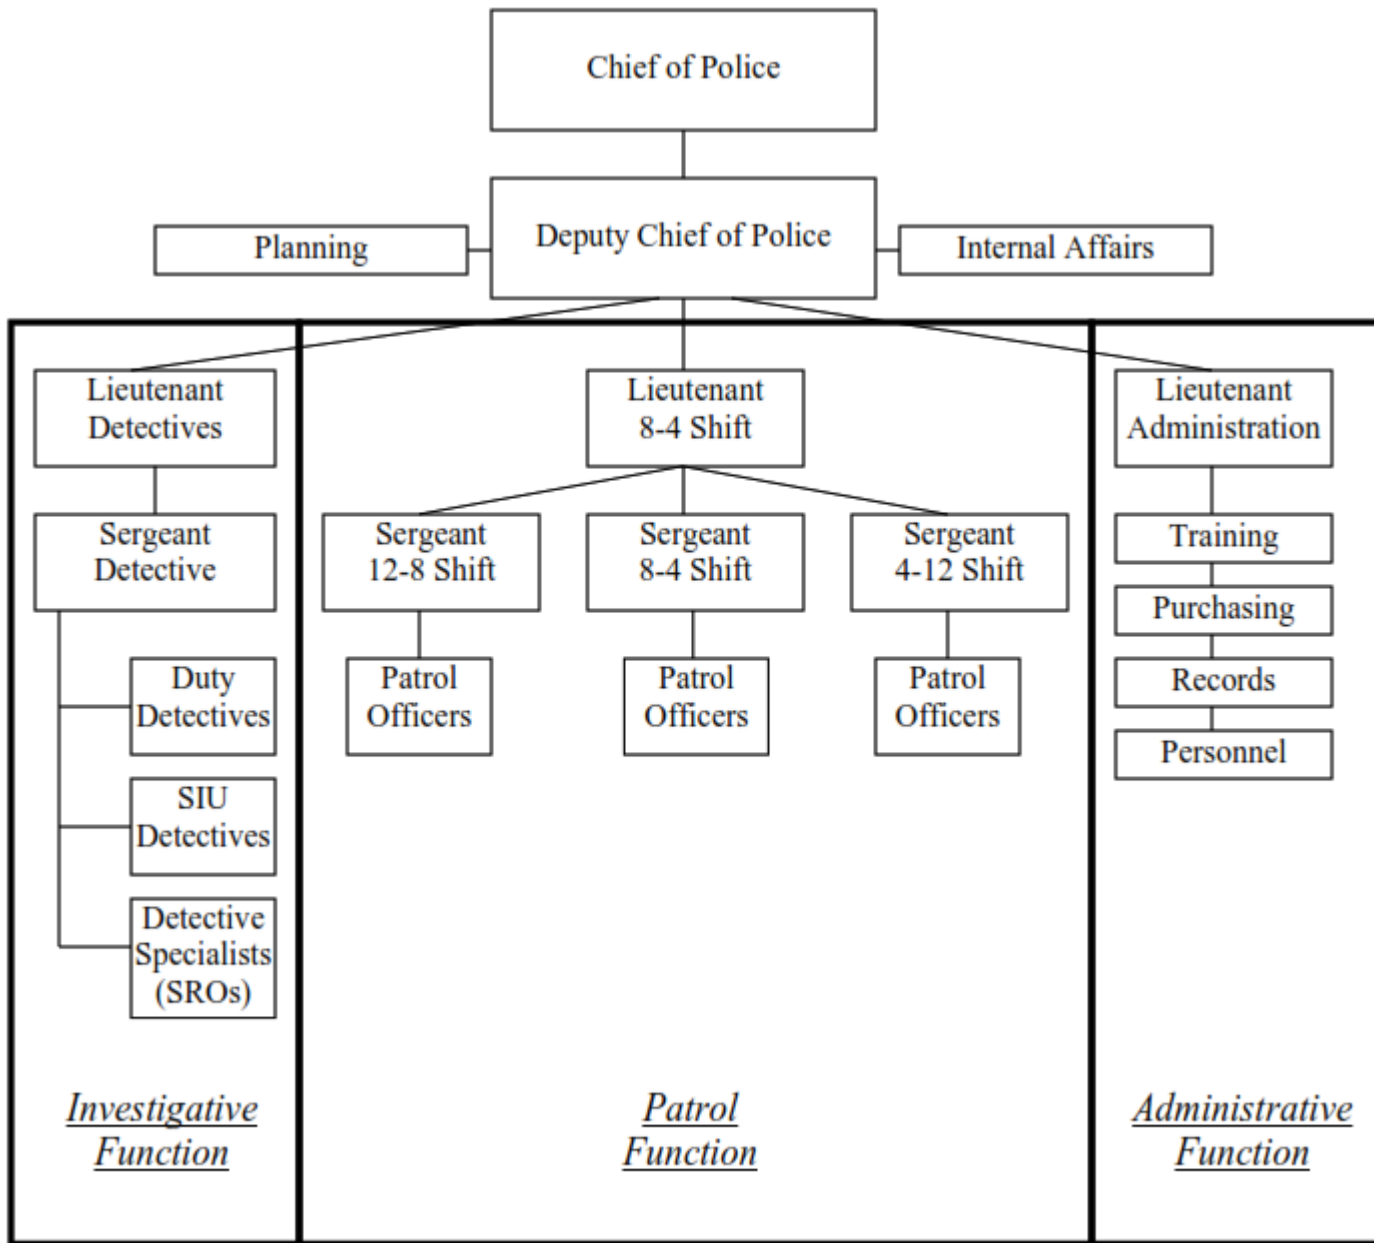 Chief of Police
Planning
Deputy Chief of Police
Internal Affairs
Lieutenant
Detectives
Lieutenant
8-4 Shift
Lieutenant
Administration
Sergeant
Detective
Sergeant
12-8 Shift
Sergeant
8-4 Shift
Sergeant
4-12 Shift
Training
Purchasing
Duty
Detectives
Patrol
Officers
Patrol
Officers
Patrol
Officers
Records
Personnel
SIU
Detectives
Detective
Specialists
(SROs)
Investigative
Function
Patrol
Function
Administrative
Function